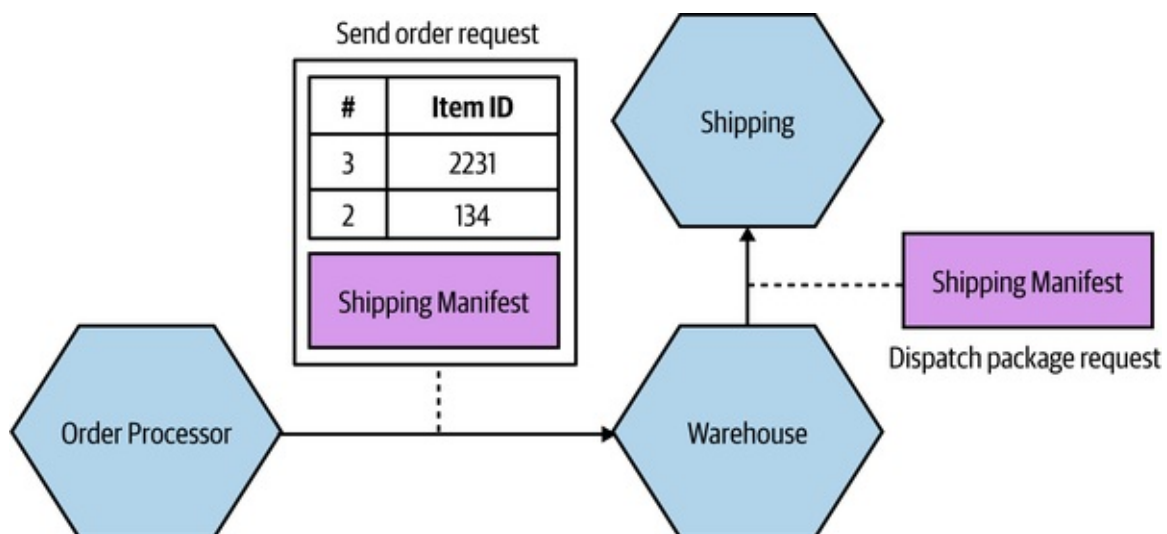 Send order request
# Item ID
3 2231
2 134
Shipping Manifest
Shipping
Shipping Manifest
Dispatch package request
Order Processor
Warehouse